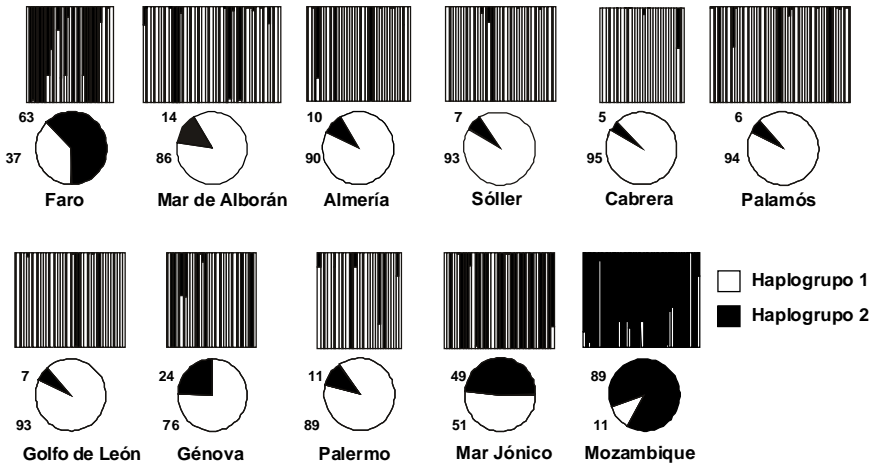 63
37
Faro
14
86
Mar de Alborán
10
90
Almería
7
93
Sóller
5
95
Cabrera
6
94
Palamós
7
93
Golfo de León
24
76
Génova
11
89
Palermo
49
51
Mar Jónico
89
11
Mozambique
Haplogrupo 1
Haplogrupo 2